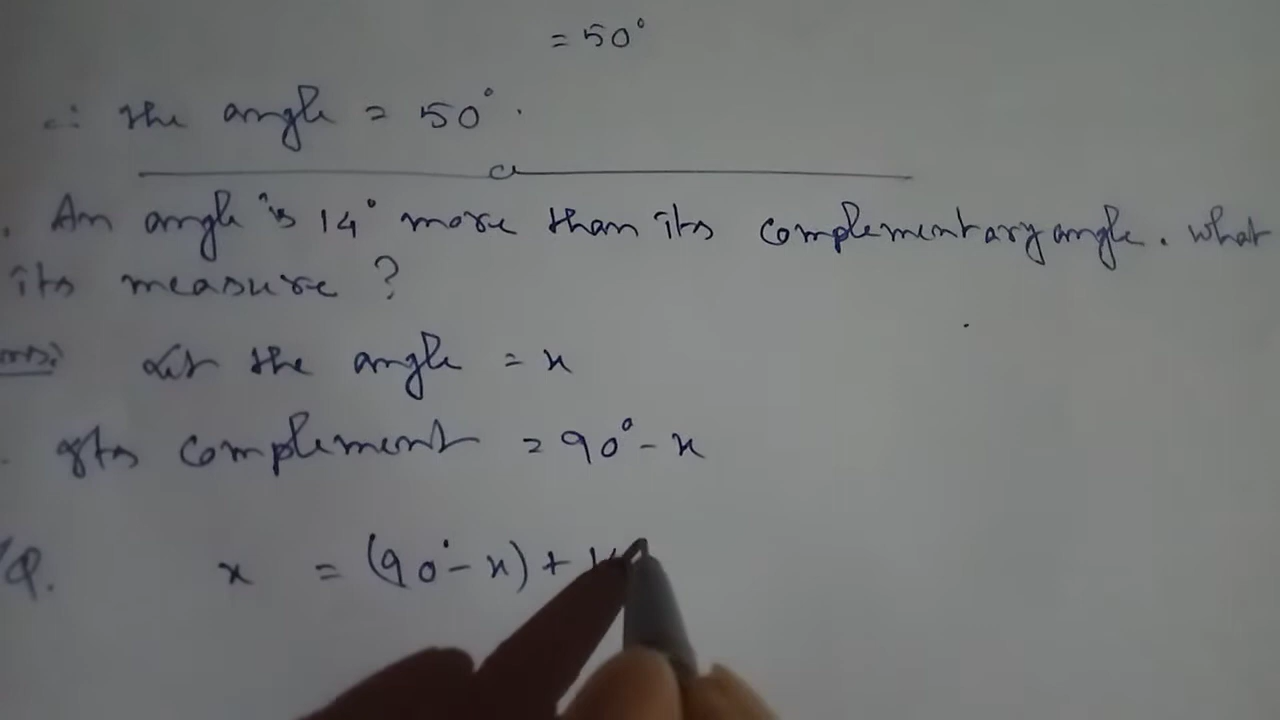 = 50°
∴ the angle = 50°.
. An angle is 14° more than its complementary angle. what
its measure ?
ans: Let the angle = x
Its complement = 90° - x
Q. x = (90° - x) +